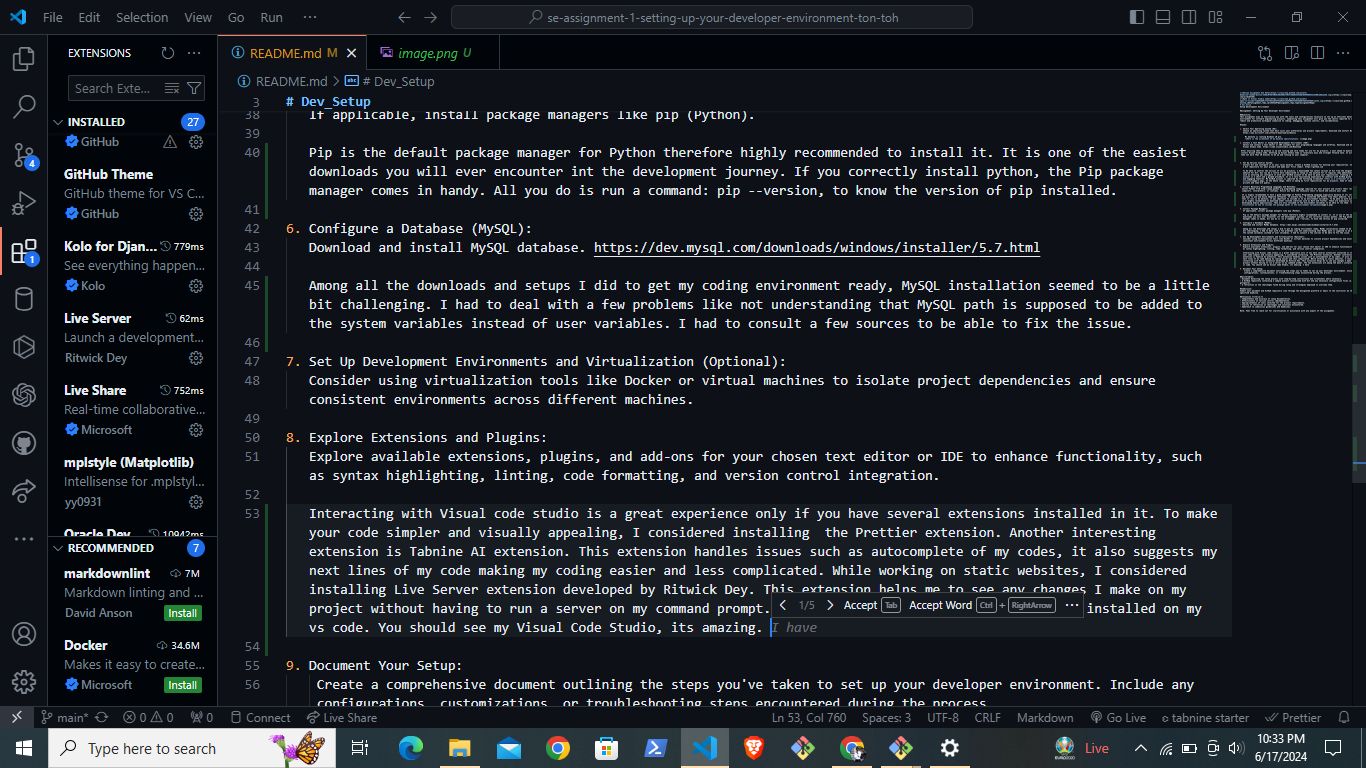 File Edit Selection View Go Run ··· se-assignment-1-setting-up-your-developer-environment-ton-toh
EXTENSIONS
README.md M
image.png U
Search Exte...
README.md > # Dev_Setup
INSTALLED 27
GitHub
GitHub Theme
GitHub theme for VS C...
GitHub
Kolo for Djan... 779ms
See everything happen...
Kolo
Live Server 62ms
Launch a development...
Ritwick Dey
Live Share 752ms
Real-time collaborative...
Microsoft
mplstyle (Matplotlib)
Intellisense for .mplstyl...
yy0931
Oracle Dev 10942ms
RECOMMENDED 7
markdownlint 7M
Markdown linting and ...
David Anson Install
Docker 34.6M
Makes it easy to create...
Microsoft Install
3 # Dev_Setup
38 If applicable, install package managers like pip (Python).
39
40 Pip is the default package manager for Python therefore highly recommended to install it. It is one of the easiest
downloads you will ever encounter int the development journey. If you correctly install python, the Pip package
manager comes in handy. All you do is run a command: pip --version, to know the version of pip installed.
41
42 6. Configure a Database (MySQL):
43 Download and install MySQL database. https://dev.mysql.com/downloads/windows/installer/5.7.html
44
45 Among all the downloads and setups I did to get my coding environment ready, MySQL installation seemed to be a little
bit challenging. I had to deal with a few problems like not understanding that MySQL path is supposed to be added to
the system variables instead of user variables. I had to consult a few sources to be able to fix the issue.
46
47 7. Set Up Development Environments and Virtualization (Optional):
48 Consider using virtualization tools like Docker or virtual machines to isolate project dependencies and ensure
consistent environments across different machines.
49
50 8. Explore Extensions and Plugins:
51 Explore available extensions, plugins, and add-ons for your chosen text editor or IDE to enhance functionality, such
as syntax highlighting, linting, code formatting, and version control integration.
52
53 Interacting with Visual code studio is a great experience only if you have several extensions installed in it. To make
your code simpler and visually appealing, I considered installing  the Prettier extension. Another interesting
extension is Tabnine AI extension. This extension handles issues such as autocomplete of my codes, it also suggests my
next lines of my code making my coding easier and less complicated. While working on static websites, I considered
installing Live Server extension developed by Ritwick Dey. This extension helps me to see any changes I make on my
project without having to run a server on my command prompt. installed on my
< 1/5 > Accept Tab Accept Word Ctrl + RightArrow ···
vs code. You should see my Visual Code Studio, its amazing. I have
54
55 9. Document Your Setup:
56 Create a comprehensive document outlining the steps you've taken to set up your developer environment. Include any
configurations, customizations, or troubleshooting steps encountered during the process.
4
1
main* 0 0 0 Connect Live Share Ln 53, Col 760 Spaces: 3 UTF-8 CRLF Markdown Go Live tabnine starter Prettier
Type here to search
Live
10:33 PM
6/17/2024